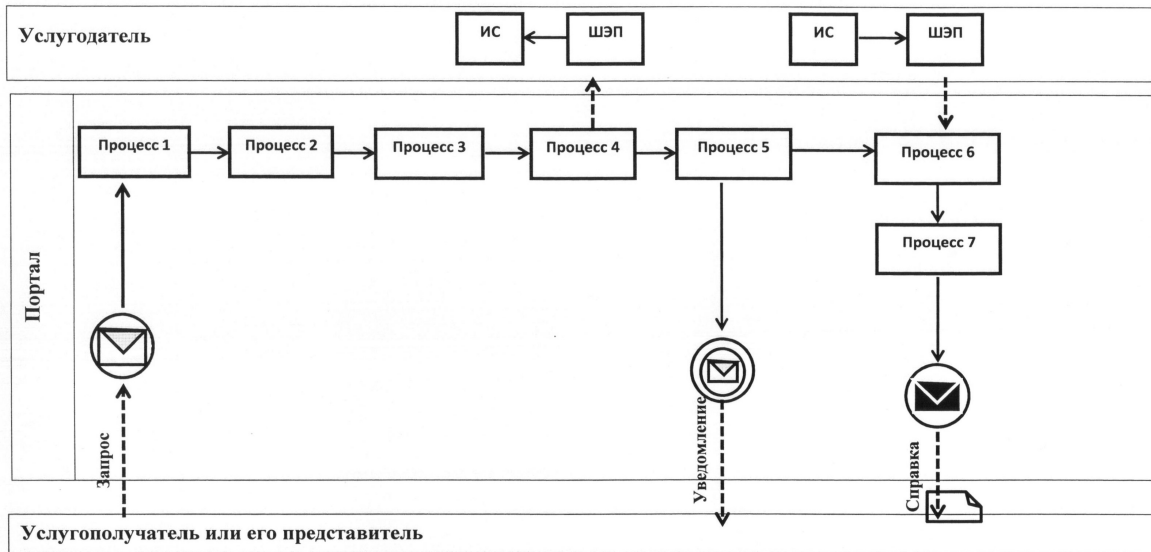 Услугодатель
ИС
ШЭП
ИС
ШЭП
Портал
Процесс 1
Процесс 2
Процесс 3
Процесс 4
Процесс 5
Процесс 6
Процесс 7
Запрос
Уведомление
Справка
Услугополучатель или его представитель